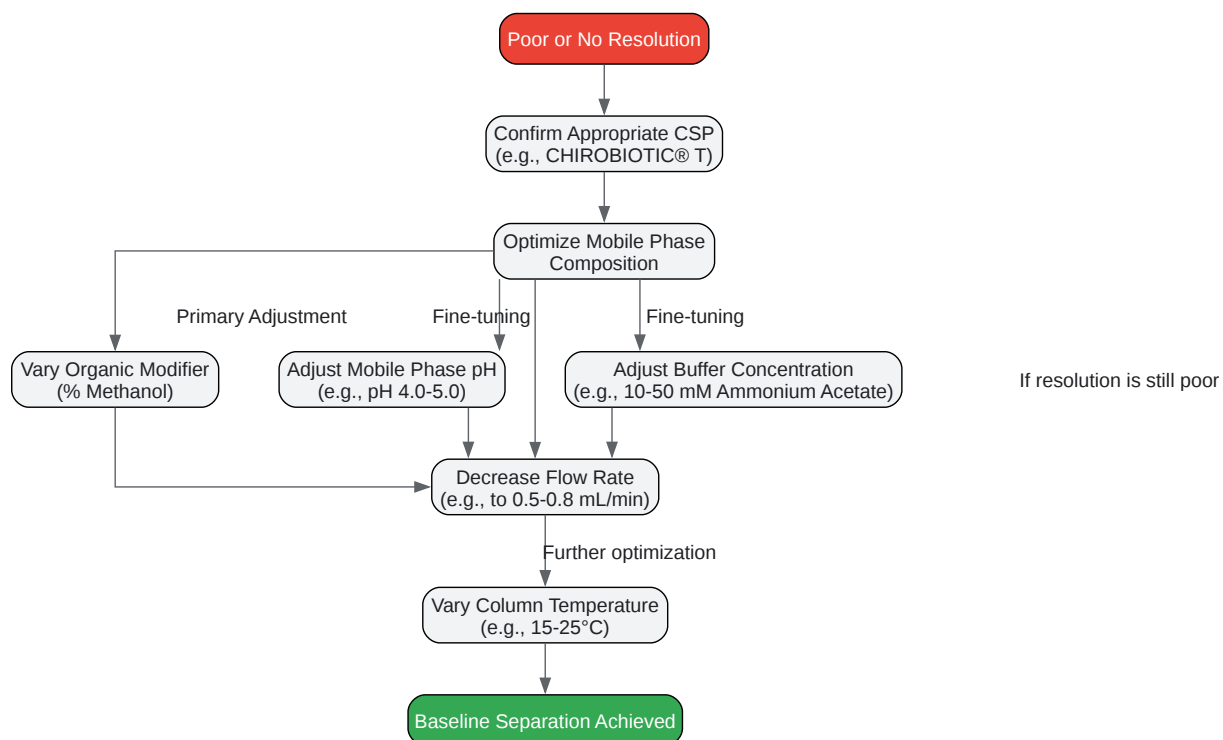 Poor or No Resolution
Confirm Appropriate CSP
(e.g., CHIROBIOTIC® T)
Optimize Mobile Phase
Composition
Primary Adjustment
Fine-tuning
Fine-tuning
Vary Organic Modifier
(% Methanol)
Adjust Mobile Phase pH
(e.g., pH 4.0-5.0)
Adjust Buffer Concentration
(e.g., 10-50 mM Ammonium Acetate)
If resolution is still poor
Decrease Flow Rate
(e.g., to 0.5-0.8 mL/min)
Further optimization
Vary Column Temperature
(e.g., 15-25°C)
Baseline Separation Achieved